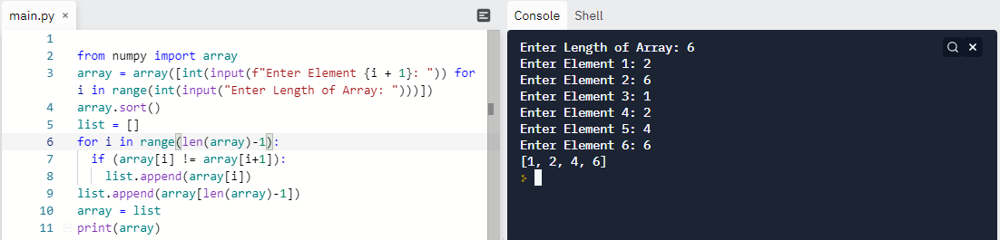 main.py ×
1
2 from numpy import array
3 array = array([int(input(f"Enter Element {i + 1}: ")) for
i in range(int(input("Enter Length of Array: ")))])
4 array.sort()
5 list = []
6 for i in range(len(array)-1):
7 if (array[i] != array[i+1]):
8 list.append(array[i])
9 list.append(array[len(array)-1])
10 array = list
11 print(array)
Console Shell
Enter Length of Array: 6
Enter Element 1: 2
Enter Element 2: 6
Enter Element 3: 1
Enter Element 4: 2
Enter Element 5: 4
Enter Element 6: 6
[1, 2, 4, 6]